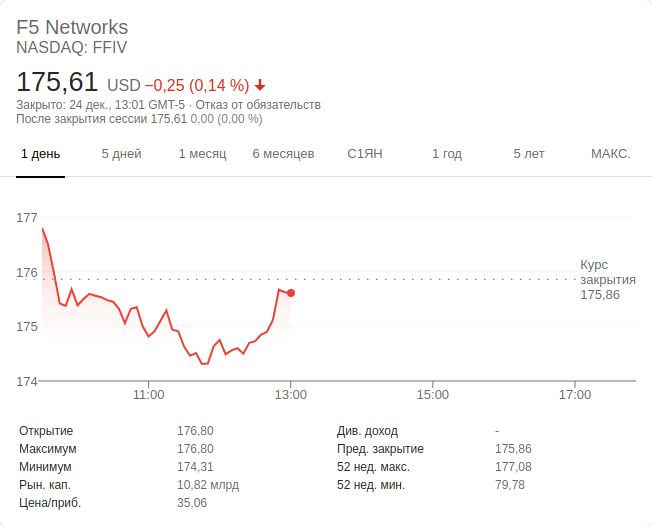 F5 Networks
NASDAQ: FFIV
175,61 USD −0,25 (0,14 %)
Закрыто: 24 дек., 13:01 GMT-5 · Отказ от обязательств
После закрытия сессии 175,61 0,00 (0,00 %)
1 день 5 дней 1 месяц 6 месяцев С1ЯН 1 год 5 лет МАКС.
177
176
175
174
Курс
закрытия
175,86
11:00 13:00 15:00 17:00
Открытие 176,80
Максимум 176,80
Минимум 174,31
Рын. кап. 10,82 млрд
Цена/приб. 35,06
Див. доход -
Пред. закрытие 175,86
52 нед. макс. 177,08
52 нед. мин. 79,78